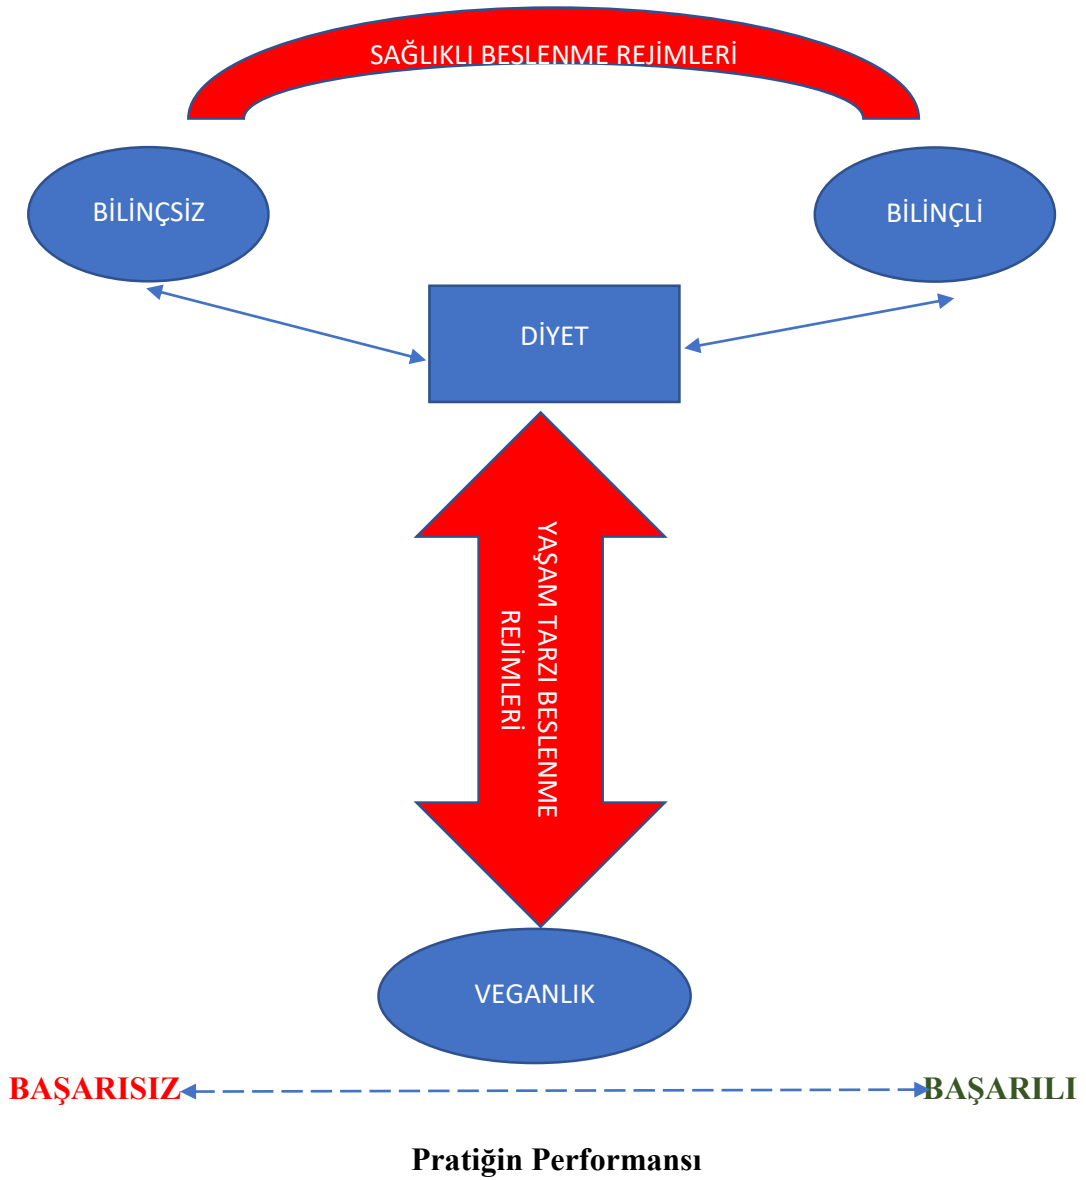 SAĞLIKLI BESLENME REJİMLERİ
BİLİNÇSİZ
BİLİNÇLİ
DİYET
YAŞAM TARZI BESLENME
REJİMLERİ
VEGANLIK
BAŞARISIZ
BAŞARILI
Pratiğin Performansı